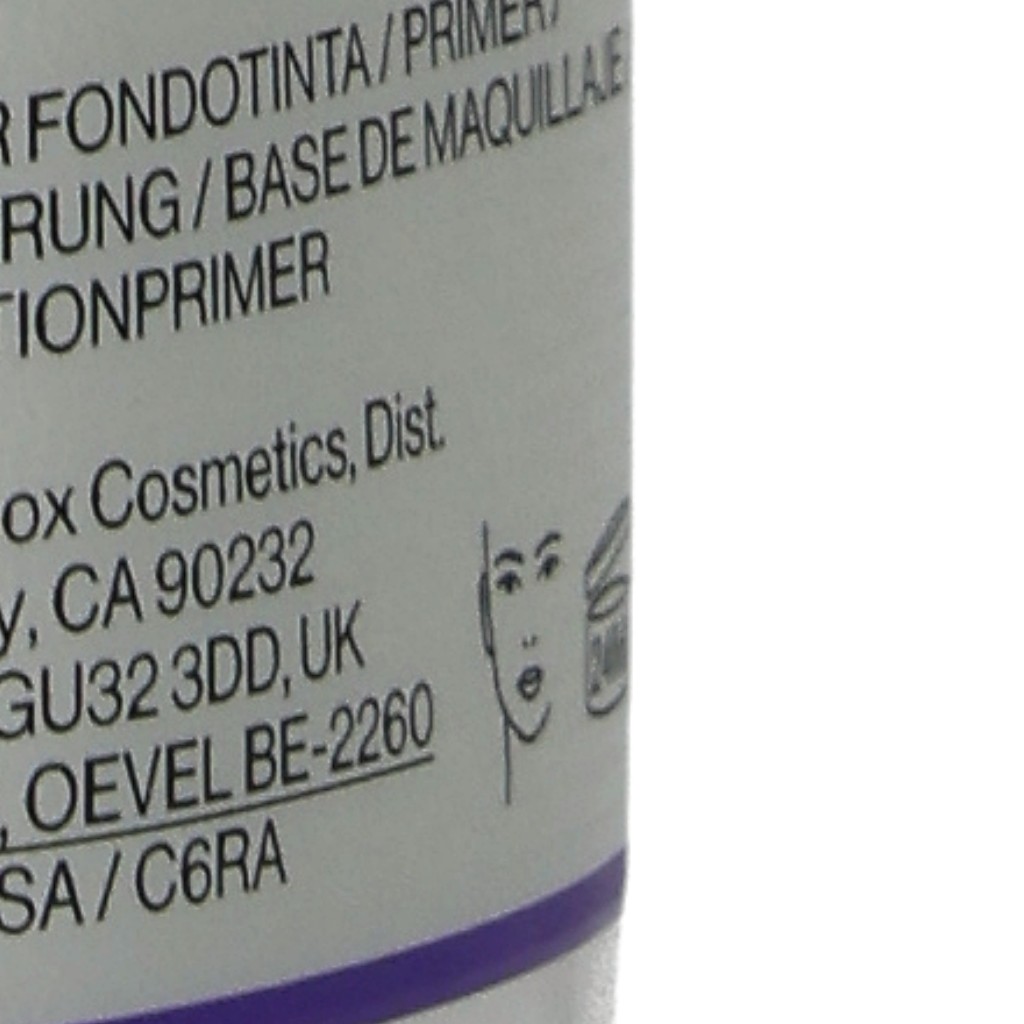 R FONDOTINTA / PRIMER /
RUNG / BASE DE MAQUILLAJE
TIONPRIMER
ox Cosmetics, Dist.
y, CA 90232
GU32 3DD, UK
, OEVEL BE-2260
SA / C6RA